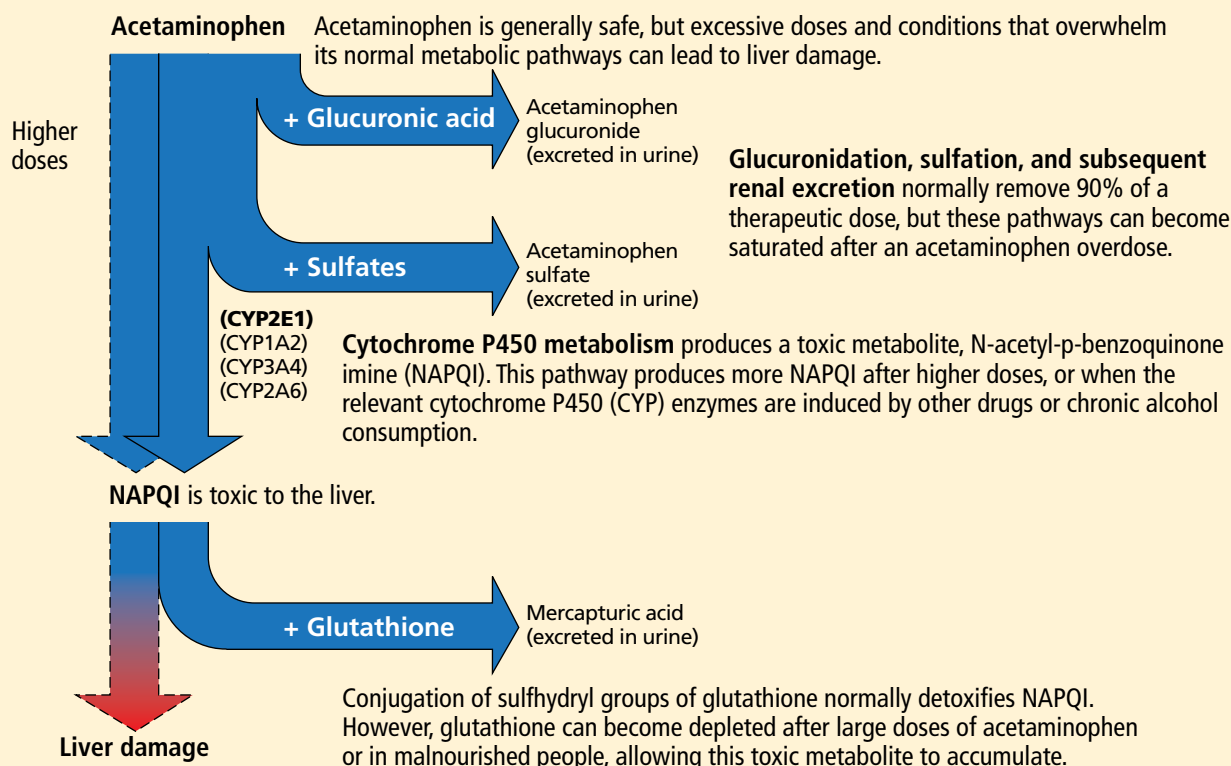 Acetaminophen
Acetaminophen is generally safe, but excessive doses and conditions that overwhelm
its normal metabolic pathways can lead to liver damage.
Higher
doses
+ Glucuronic acid
Acetaminophen
glucuronide
(excreted in urine)
Glucuronidation, sulfation, and subsequent
renal excretion normally remove 90% of a
therapeutic dose, but these pathways can become
saturated after an acetaminophen overdose.
+ Sulfates
Acetaminophen
sulfate
(excreted in urine)
(CYP2E1)
(CYP1A2)
(CYP3A4)
(CYP2A6)
Cytochrome P450 metabolism produces a toxic metabolite, N-acetyl-p-benzoquinone
imine (NAPQI). This pathway produces more NAPQI after higher doses, or when the
relevant cytochrome P450 (CYP) enzymes are induced by other drugs or chronic alcohol
consumption.
NAPQI is toxic to the liver.
+ Glutathione
Mercapturic acid
(excreted in urine)
Conjugation of sulfhydryl groups of glutathione normally detoxifies NAPQI.
However, glutathione can become depleted after large doses of acetaminophen
or in malnourished people, allowing this toxic metabolite to accumulate.
Liver damage